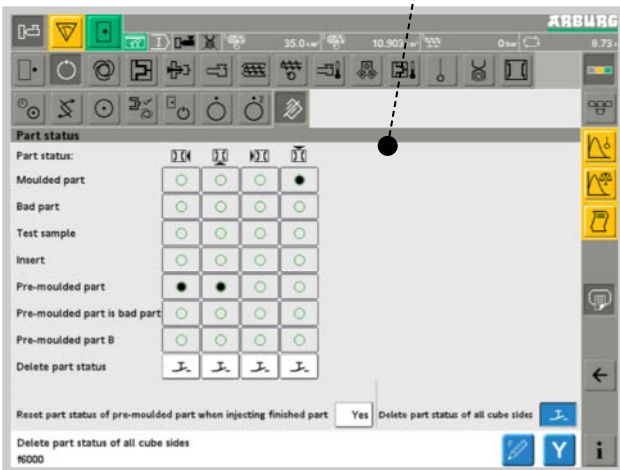 ARBURG
35.0 cm³ 10.903 cm³ 0 bar 8.73 s
Part status
Part status:
Moulded part
Bad part
Test sample
Insert
Pre-moulded part
Pre-moulded part is bad part
Pre-moulded part B
Delete part status
Reset part status of pre-moulded part when injecting finished part Yes Delete part status of all cube sides
Delete part status of all cube sides
f6000
Y
i